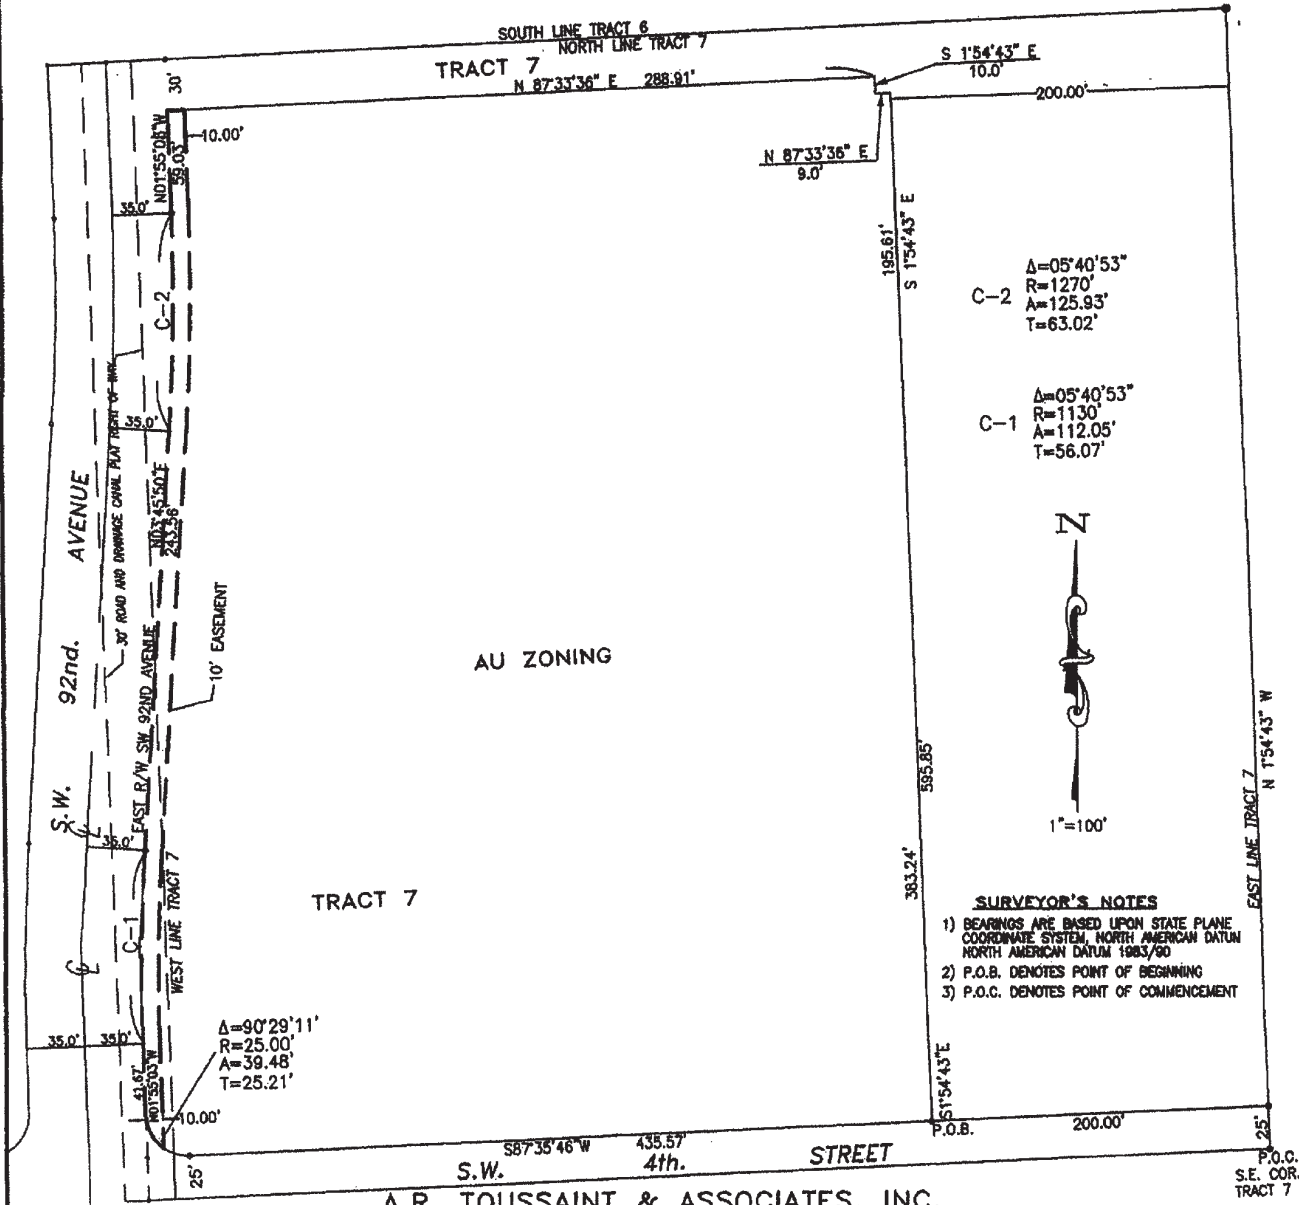 SOUTH LINE TRACT 6
NORTH LINE TRACT 7
TRACT 7
N 87°33'36" E 288.91'
S 1°54'43" E
10.0'
200.00'
30'
10.00'
N01°55'08"W
59.03'
N 87°33'36" E
9.0'
35.0'
195.61'
S 1°54'43" E
C-2
Δ=05°40'53"
R=1270'
A=125.93'
T=63.02'
C-2
C-1
Δ=05°40'53"
R=1130'
A=112.05'
T=56.07'
35.0'
30' ROAD AND DRAINAGE CANAL PLAT RIGHT OF WAY
N03°45'50"E
243.56'
S.W. 92nd. AVENUE
N
1"=100'
10' EASEMENT
AU ZONING
EAST R/W SW 92ND AVENUE
595.85'
N 1°54'43" W
EAST LINE TRACT 7
35.0'
383.24'
TRACT 7
WEST LINE TRACT 7
C-1
SURVEYOR'S NOTES
1) BEARINGS ARE BASED UPON STATE PLANE
COORDINATE SYSTEM, NORTH AMERICAN DATUM
NORTH AMERICAN DATUM 1983/90
2) P.O.B. DENOTES POINT OF BEGINNING
3) P.O.C. DENOTES POINT OF COMMENCEMENT
Δ=90°29'11"
R=25.00'
A=39.48'
T=25.21'
35.0' 35.0'
N01°55'03"W
10.00'
S1°54'43"E
P.O.B.
200.00'
25'
S87°35'46"W 435.57'
S.W. 4th. STREET
25'
P.O.C.
S.E. COR.
TRACT 7
A.R. TOUSSAINT & ASSOCIATES, INC.